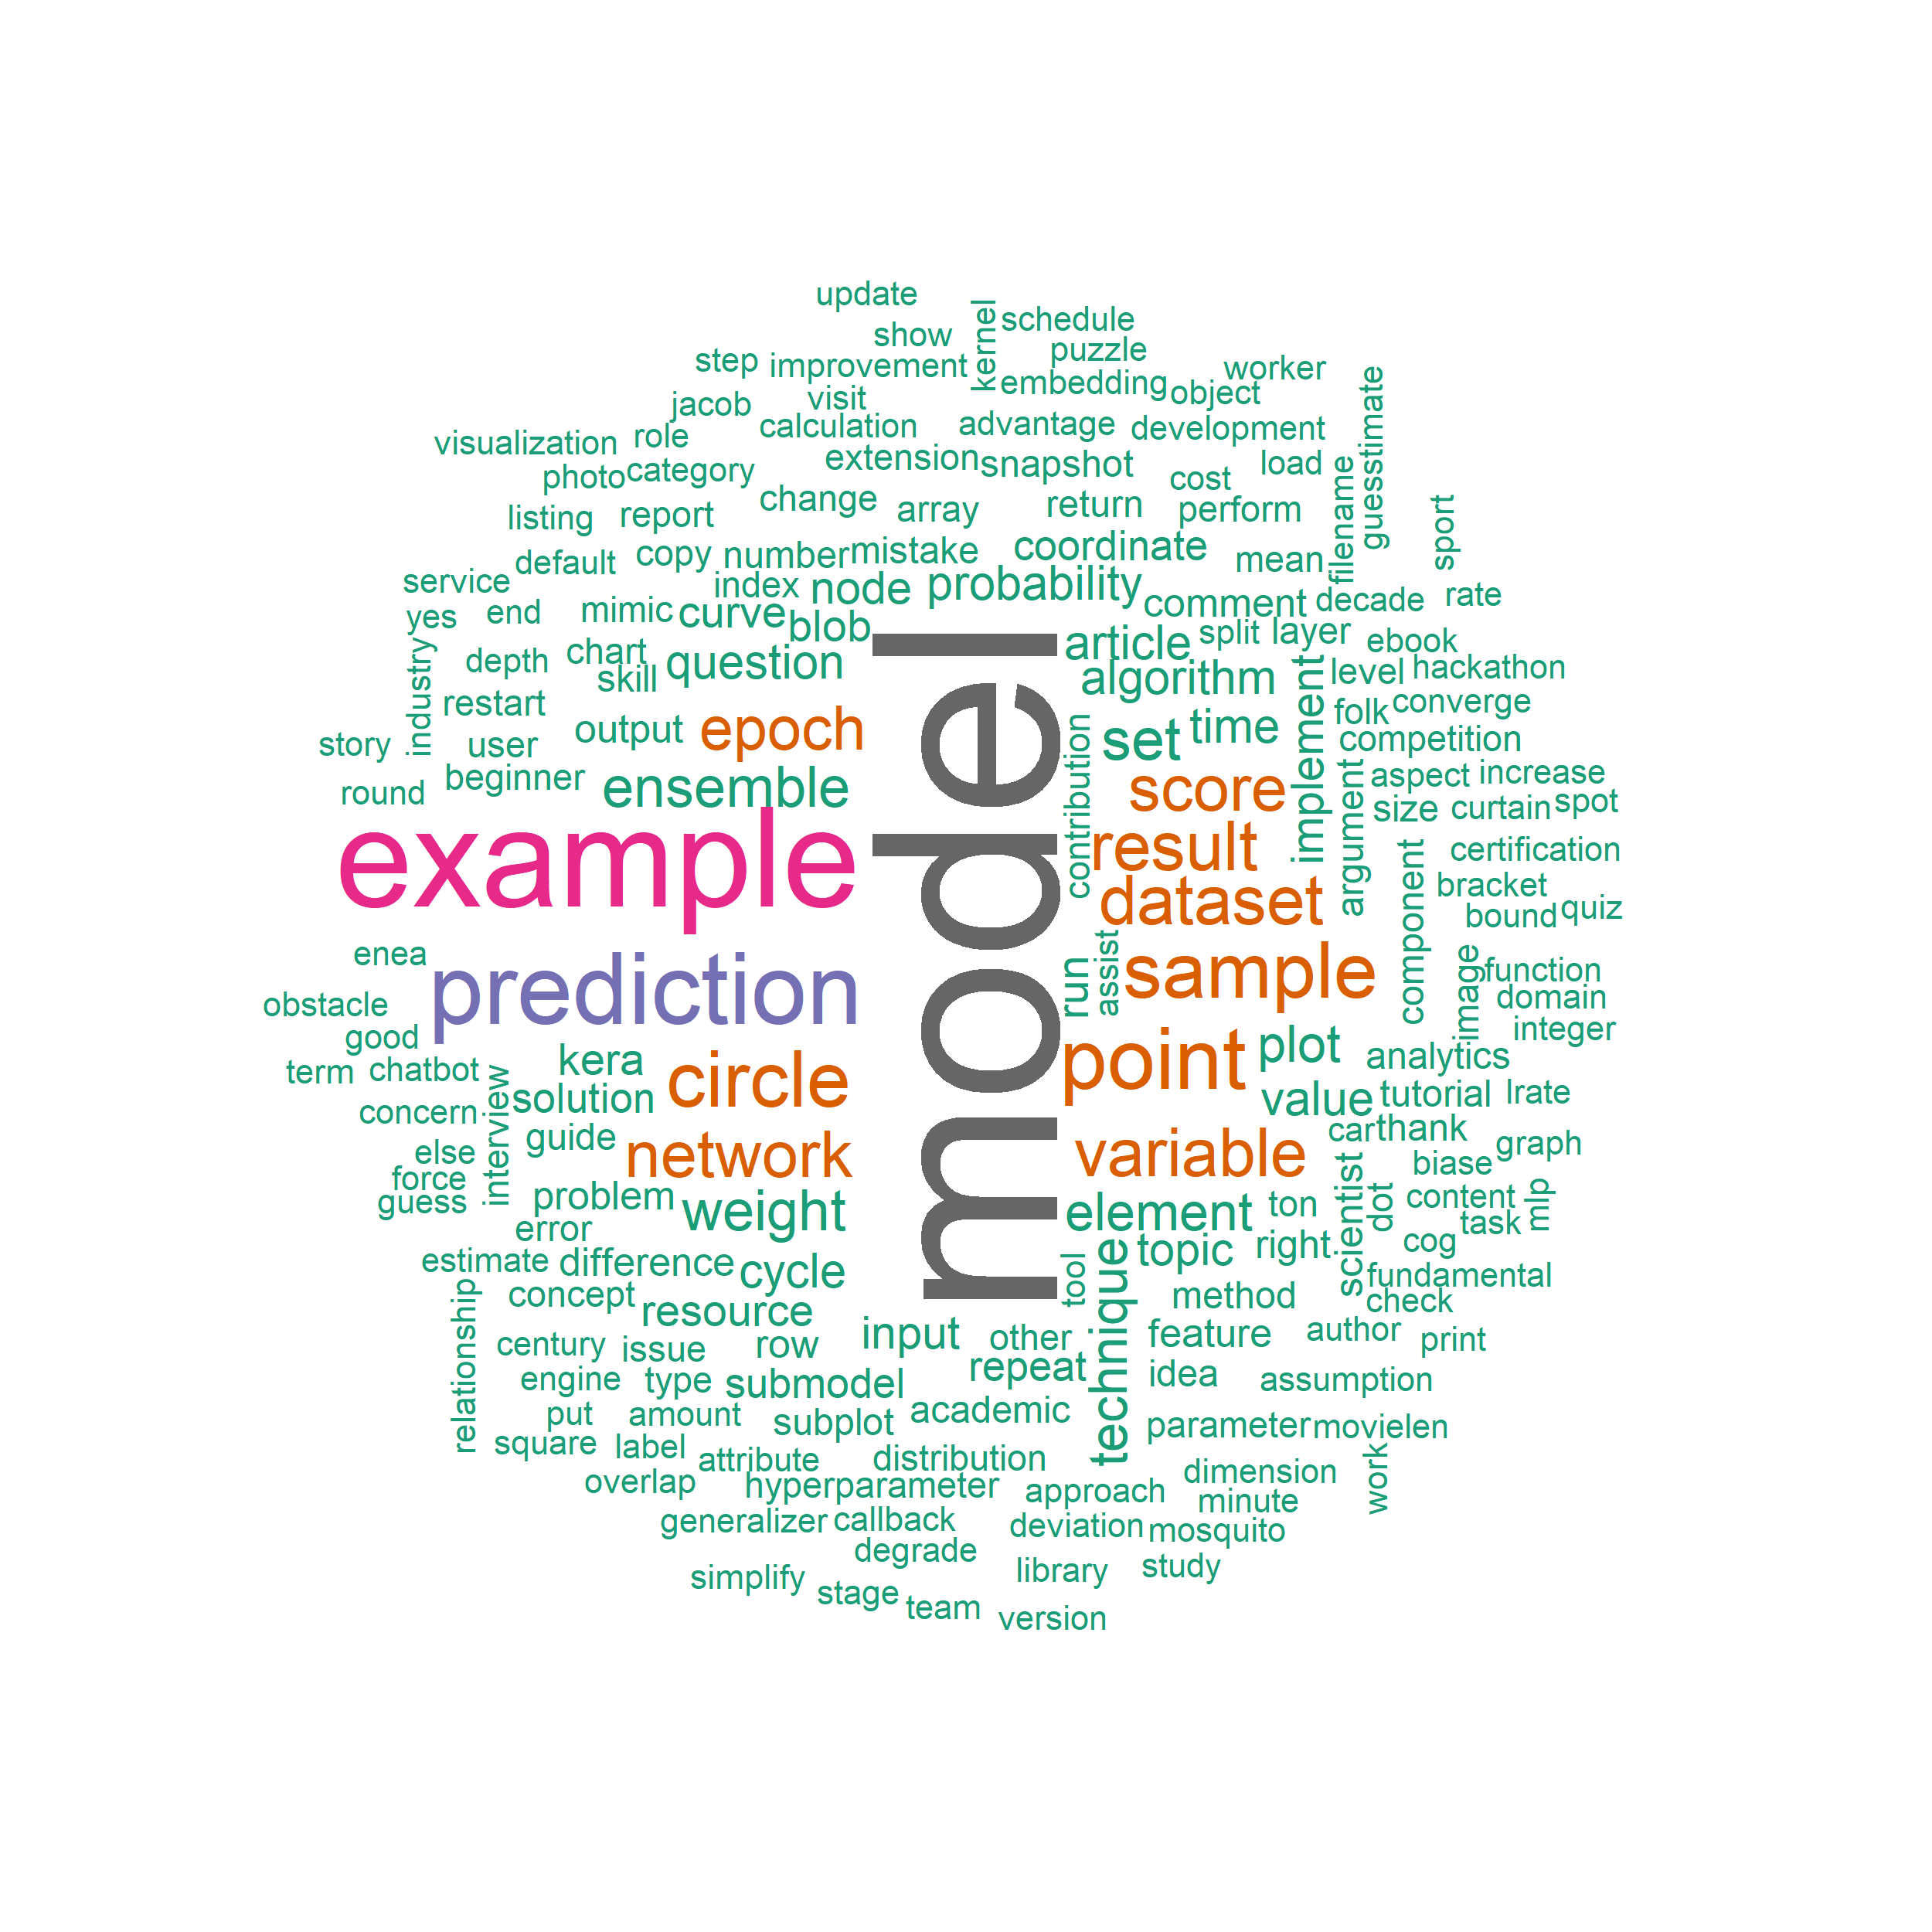 update
kernel
schedule
show
puzzle
step
improvement
worker
embedding
object
guesstimate
jacob
visit
calculation
advantage
development
visualization
role
extension
snapshot
load
photo
category
cost
filename
change
array
return
perform
sport
listing
report
copy
number
mistake
coordinate
mean
default
service
index
node
probability
comment
decade
rate
yes
end
mimic
curve
blob
article
split
layer
ebook
industry
depth
chart
skill
question
algorithm
implement
level
hackathon
restart
output
epoch
model
contribution
set
time
folk
converge
story
user
competition
beginner
ensemble
score
argument
aspect
increase
round
size
curtain
spot
example
result
component
certification
dataset
bracket
bound
quiz
enea
prediction
run
assist
sample
image
function
obstacle
domain
good
integer
term
chatbot
kera
circle
point
plot
analytics
interview
solution
value
tutorial
lrate
concern
guide
network
variable
car
thank
graph
else
force
guess
problem
weight
element
ton
scientist
biase
dot
content
mlp
error
task
estimate
difference
cycle
tool
technique
topic
right
cog
relationship
concept
resource
method
fundamental
check
century
issue
row
input
other
feature
author
print
engine
type
submodel
repeat
idea
assumption
put
amount
subplot
academic
parameter
movielen
square
label
attribute
distribution
work
overlap
hyperparameter
approach
dimension
minute
generalizer
callback
deviation
mosquito
degrade
simplify
library
study
stage
team
version